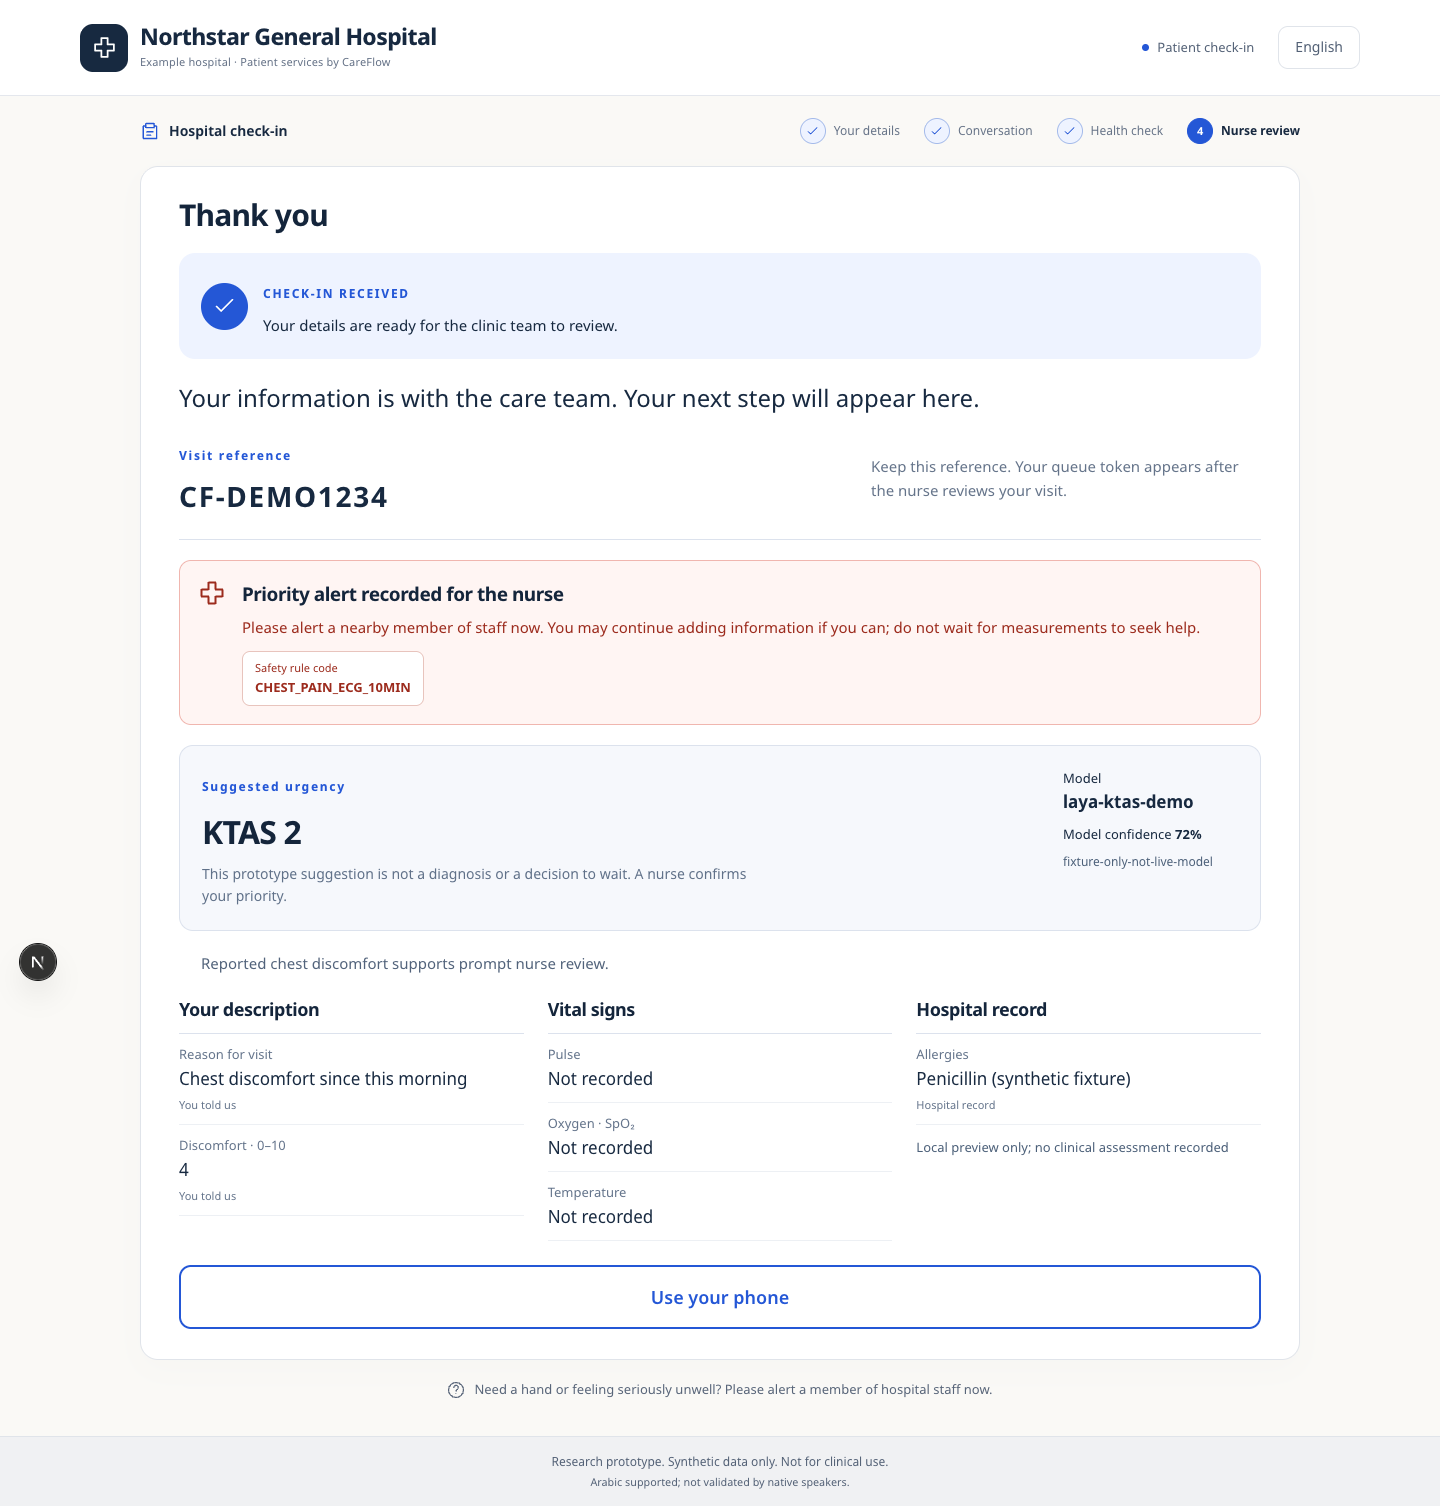 Northstar General Hospital
Example hospital · Patient services by CareFlow
Patient check-in
English
Hospital check-in
Your details
Conversation
Health check
4
Nurse review
Thank you
CHECK-IN RECEIVED
Your details are ready for the clinic team to review.
Your information is with the care team. Your next step will appear here.
Visit reference
CF-DEMO1234
Keep this reference. Your queue token appears after
the nurse reviews your visit.
Priority alert recorded for the nurse
Please alert a nearby member of staff now. You may continue adding information if you can; do not wait for measurements to seek help.
Safety rule code
CHEST_PAIN_ECG_10MIN
Suggested urgency
KTAS 2
This prototype suggestion is not a diagnosis or a decision to wait. A nurse confirms
your priority.
Model
laya-ktas-demo
Model confidence 72%
fixture-only-not-live-model
N
Reported chest discomfort supports prompt nurse review.
Your description
Reason for visit
Chest discomfort since this morning
You told us
Discomfort · 0–10
4
You told us
Vital signs
Pulse
Not recorded
Oxygen · SpO₂
Not recorded
Temperature
Not recorded
Hospital record
Allergies
Penicillin (synthetic fixture)
Hospital record
Local preview only; no clinical assessment recorded
Use your phone
Need a hand or feeling seriously unwell? Please alert a member of hospital staff now.
Research prototype. Synthetic data only. Not for clinical use.
Arabic supported; not validated by native speakers.